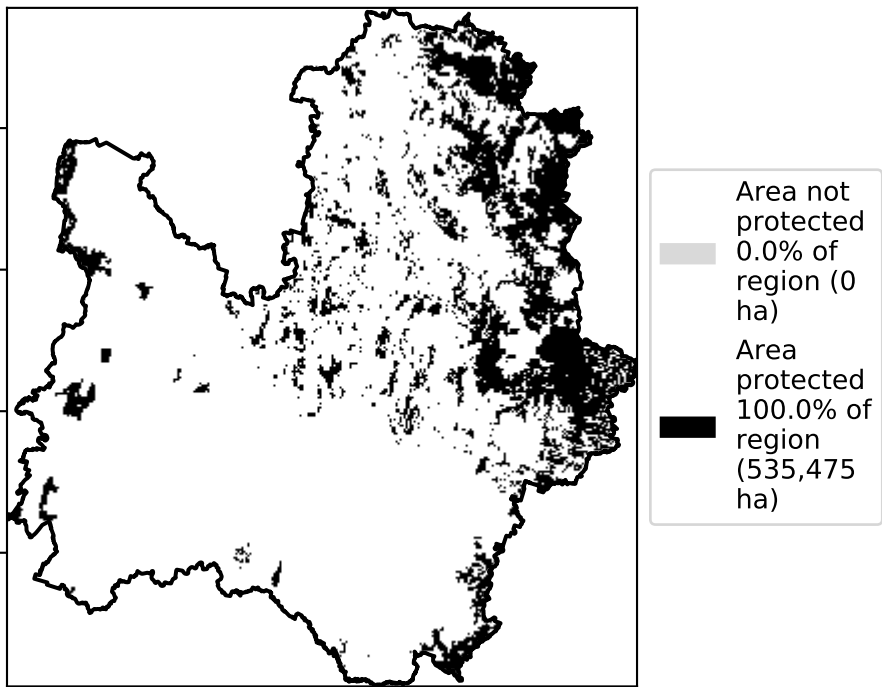 Area not
protected
0.0% of
region (0
ha)
Area
protected
100.0% of
region
(535,475
ha)